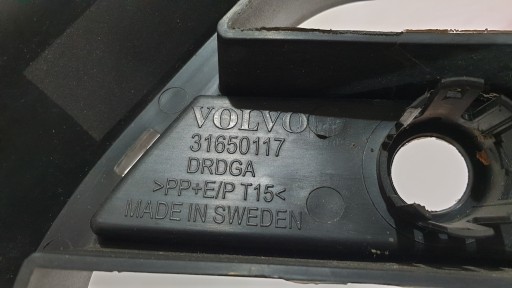 VOLVO
31650117
DRDGA
>PP+E/P T15<
MADE IN SWEDEN